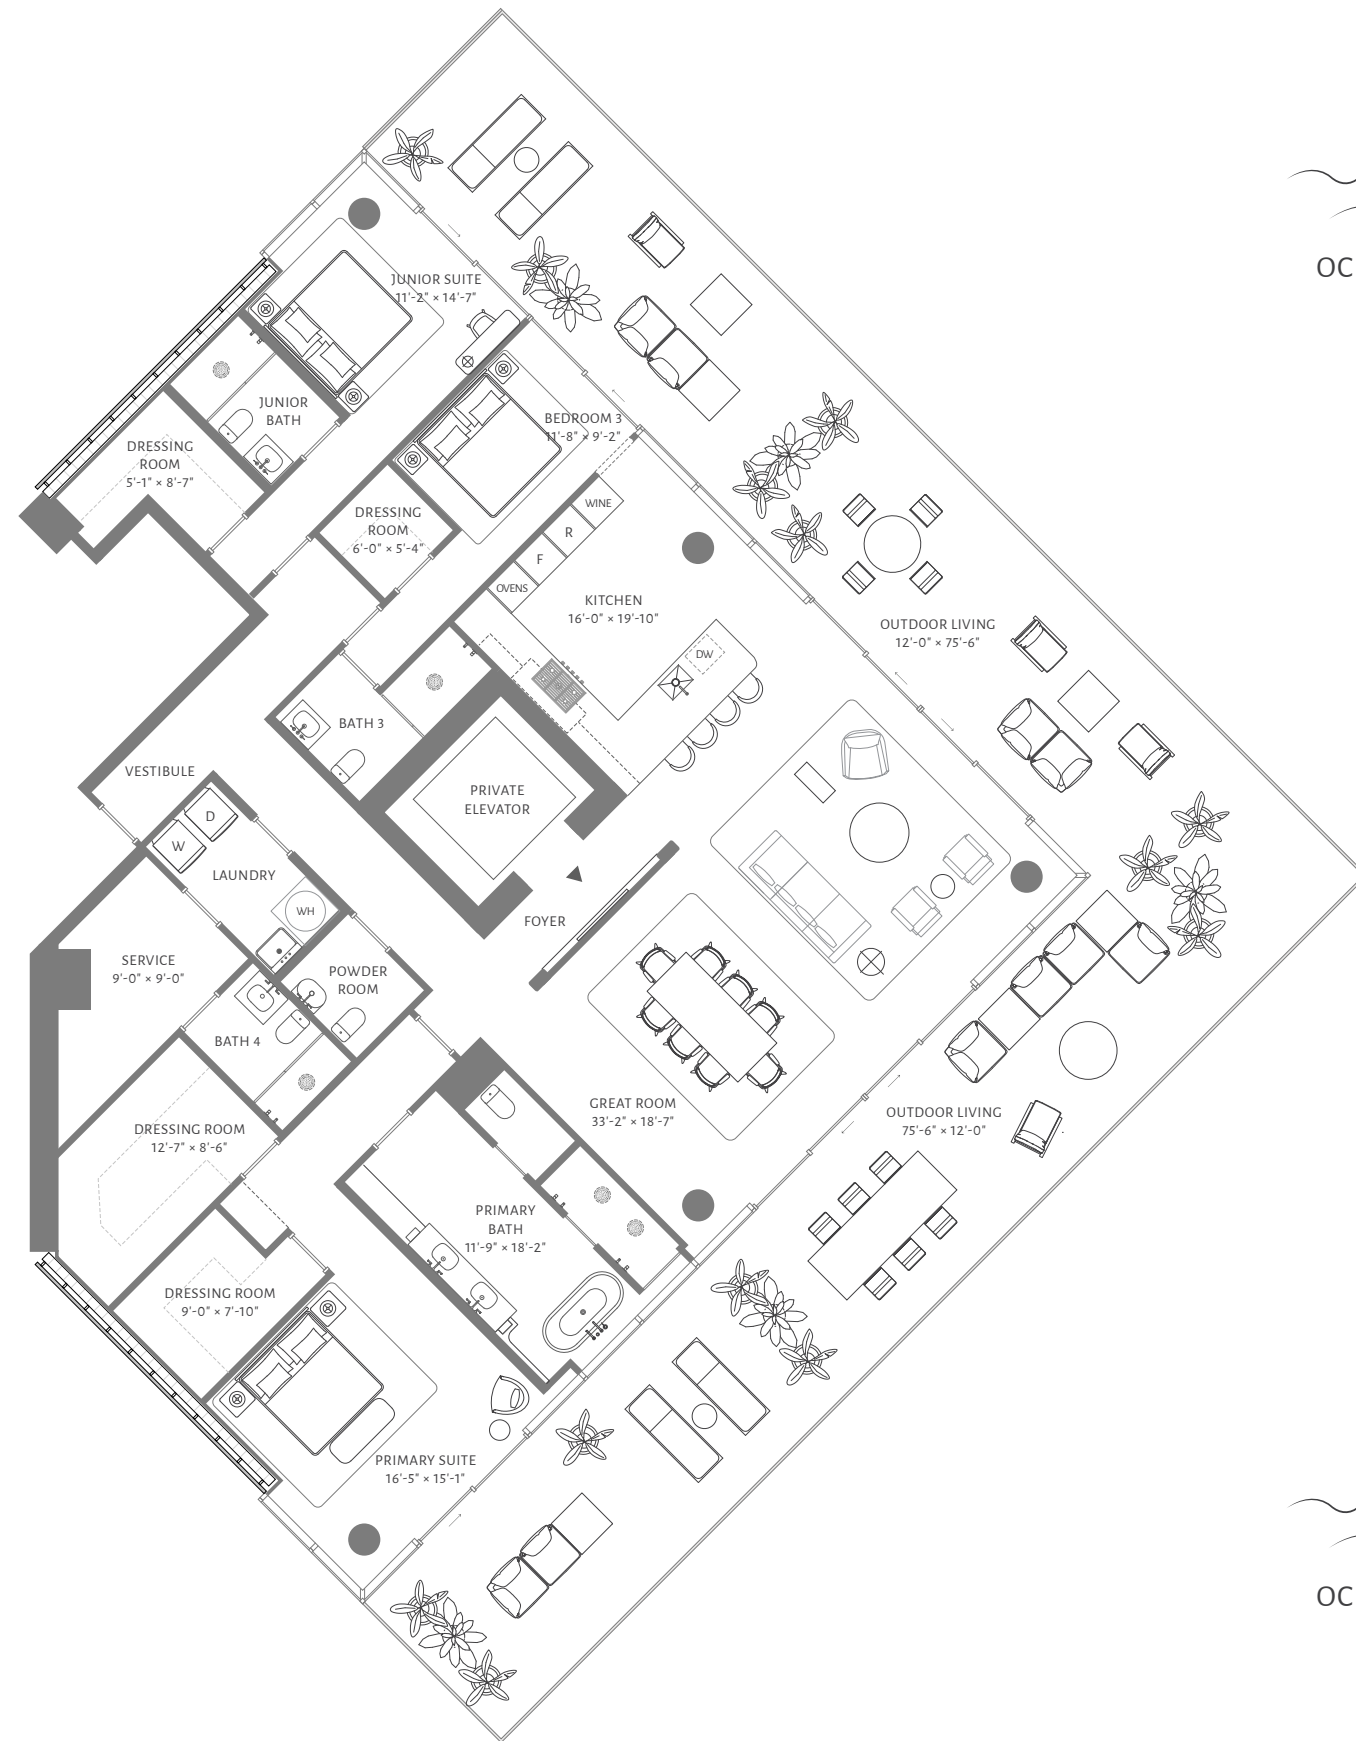 OC
JUNIOR SUITE
11'-2" × 14'-7"
JUNIOR
BATH
BEDROOM 3
11'-8" × 9'-2"
DRESSING
ROOM
5'-1" × 8'-7"
WINE
R
F
OVENS
DRESSING
ROOM
6'-0" × 5'-4"
KITCHEN
16'-0" × 19'-10"
DW
OUTDOOR LIVING
12'-0" × 75'-6"
BATH 3
VESTIBULE
PRIVATE
ELEVATOR
D
W
LAUNDRY
WH
FOYER
SERVICE
9'-0" × 9'-0"
POWDER
ROOM
BATH 4
GREAT ROOM
33'-2" × 18'-7"
OUTDOOR LIVING
75'-6" × 12'-0"
DRESSING ROOM
12'-7" × 8'-6"
PRIMARY
BATH
11'-9" × 18'-2"
DRESSING ROOM
9'-0" × 7'-10"
PRIMARY SUITE
16'-5" × 15'-1"
OC